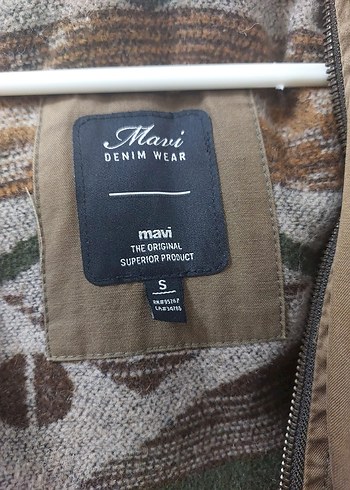 Mavi
DENIM WEAR
mavi
THE ORIGINAL
SUPERIOR PRODUCT
S